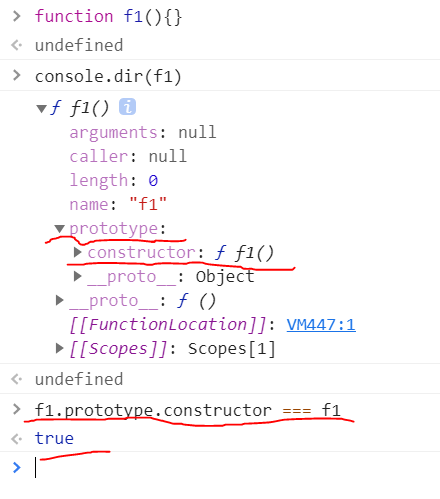 > function f1(){}
undefined
> console.dir(f1)
▼ƒ f1() i
arguments: null
caller: null
length: 0
name: "f1"
▼prototype:
▶constructor: ƒ f1()
▶__proto__: Object
▶__proto__: ƒ ()
[[FunctionLocation]]: VM447:1
▶[[Scopes]]: Scopes[1]
undefined
> f1.prototype.constructor === f1
true
>